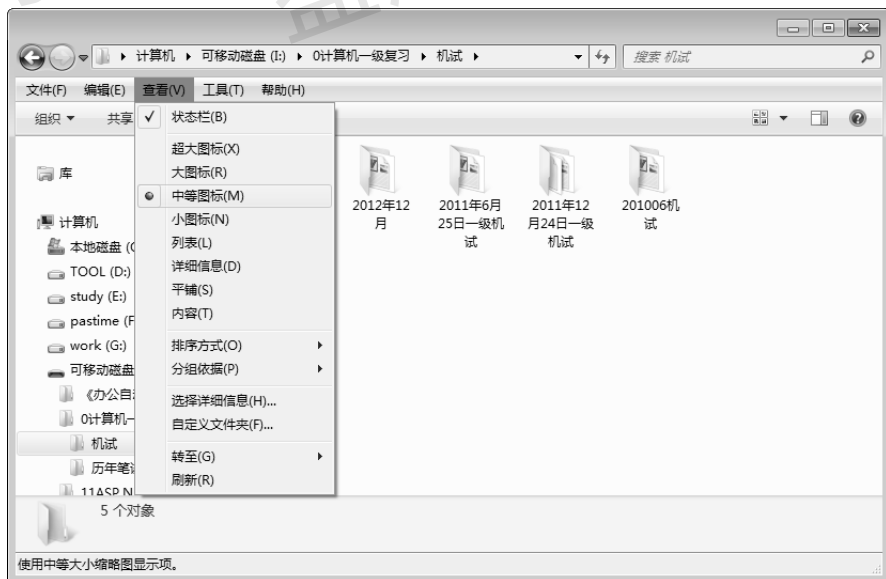 计算机 ▸ 可移动磁盘 (I:) ▸ 0计算机一级复习 ▸ 机试 ▸
搜索 机试
文件(F) 编辑(E) 查看(V) 工具(T) 帮助(H)
组织 共享
状态栏(B)
超大图标(X)
大图标(R)
中等图标(M)
小图标(N)
列表(L)
详细信息(D)
平铺(S)
内容(T)
排序方式(O)
分组依据(P)
选择详细信息(H)...
自定义文件夹(F)...
转至(G)
刷新(R)
库
计算机
本地磁盘 (C
TOOL (D:)
study (E:)
pastime (F
work (G:)
可移动磁盘
《办公自
0计算机一
机试
历年笔
11ASP N
2012年12
月
2011年6月
25日一级机
试
2011年12
月24日一级
机试
201006机
试
5 个对象
使用中等大小缩略图显示项。